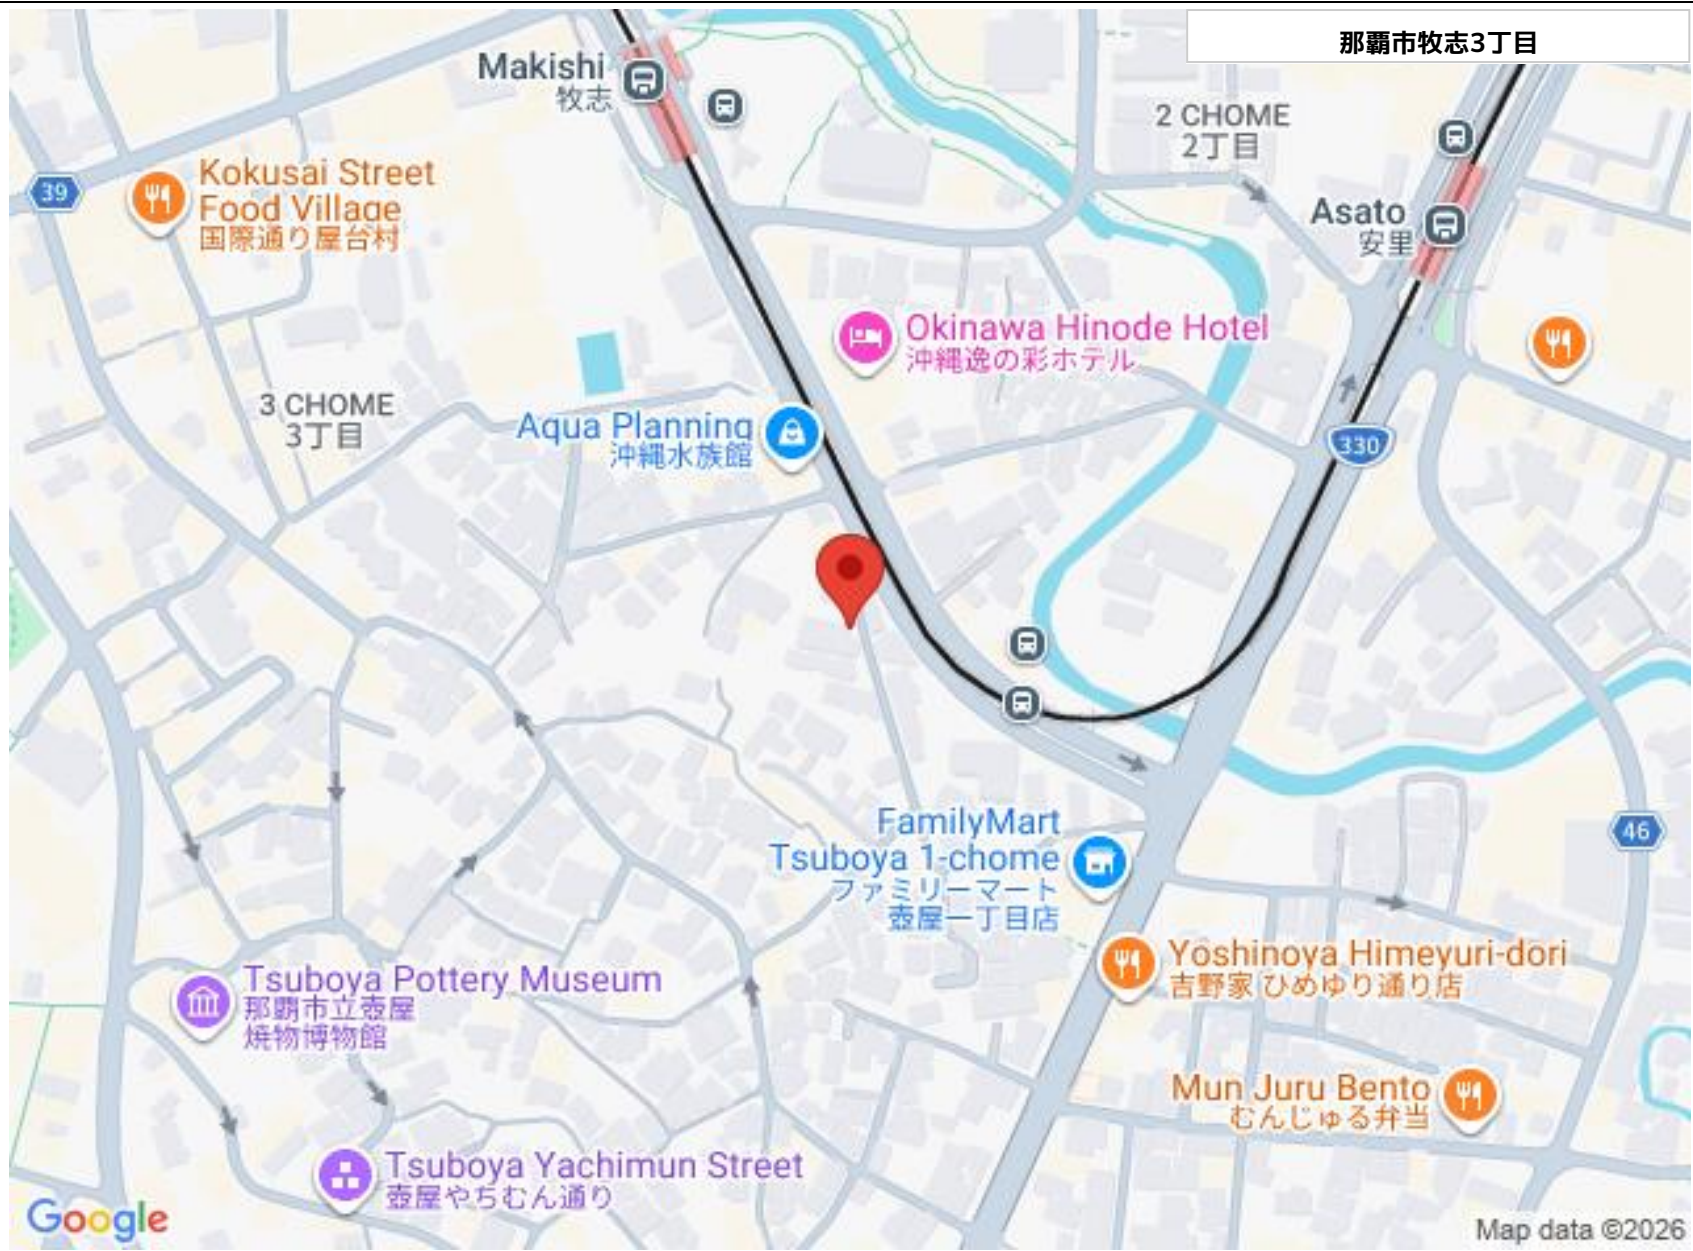 那覇市牧志3丁目
Makishi
牧志
2 CHOME
2丁目
39
Kokusai Street
Food Village
国際通り屋台村
Asato
安里
Okinawa Hinode Hotel
沖縄逸の彩ホテル
3 CHOME
3丁目
Aqua Planning
沖縄水族館
330
FamilyMart
Tsuboya 1-chome
ファミリーマート
壺屋一丁目店
46
Yoshinoya Himeyuri-dori
吉野家 ひめゆり通り店
Tsuboya Pottery Museum
那覇市立壺屋
焼物博物館
Mun Juru Bento
むんじゅる弁当
Tsuboya Yachimun Street
壺屋やちむん通り
Google
Map data ©2026